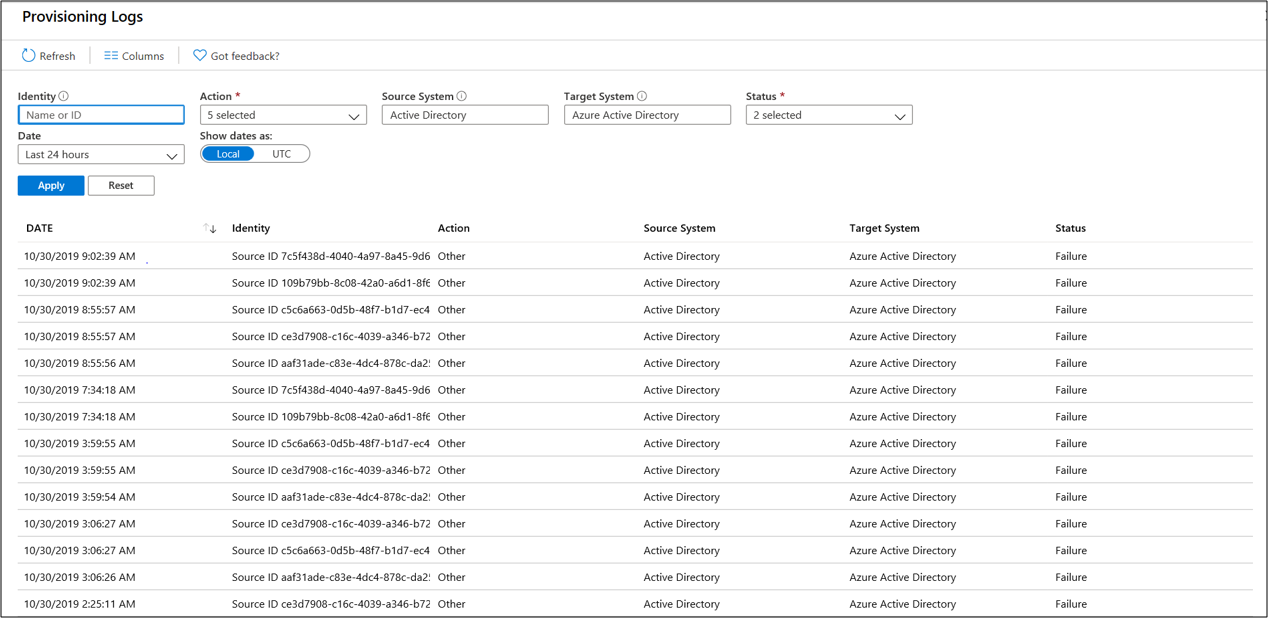 Provisioning Logs
Refresh Columns Got feedback?
Identity Action * Source System Target System Status *
Name or ID 5 selected Active Directory Azure Active Directory 2 selected
Date Show dates as:
Last 24 hours Local UTC
Apply Reset
DATE Identity Action Source System Target System Status
10/30/2019 9:02:39 AM Source ID 7c5f438d-4040-4a97-8a45-9d6 Other Active Directory Azure Active Directory Failure
10/30/2019 9:02:39 AM Source ID 109b79bb-8c08-42a0-a6d1-8f6 Other Active Directory Azure Active Directory Failure
10/30/2019 8:55:57 AM Source ID c5c6a663-0d5b-48f7-b1d7-ec4 Other Active Directory Azure Active Directory Failure
10/30/2019 8:55:57 AM Source ID ce3d7908-c16c-4039-a346-b72 Other Active Directory Azure Active Directory Failure
10/30/2019 8:55:56 AM Source ID aaf31ade-c83e-4dc4-878c-da25 Other Active Directory Azure Active Directory Failure
10/30/2019 7:34:18 AM Source ID 7c5f438d-4040-4a97-8a45-9d6 Other Active Directory Azure Active Directory Failure
10/30/2019 7:34:18 AM Source ID 109b79bb-8c08-42a0-a6d1-8f6 Other Active Directory Azure Active Directory Failure
10/30/2019 3:59:55 AM Source ID c5c6a663-0d5b-48f7-b1d7-ec4 Other Active Directory Azure Active Directory Failure
10/30/2019 3:59:55 AM Source ID ce3d7908-c16c-4039-a346-b72 Other Active Directory Azure Active Directory Failure
10/30/2019 3:59:54 AM Source ID aaf31ade-c83e-4dc4-878c-da25 Other Active Directory Azure Active Directory Failure
10/30/2019 3:06:27 AM Source ID ce3d7908-c16c-4039-a346-b72 Other Active Directory Azure Active Directory Failure
10/30/2019 3:06:27 AM Source ID c5c6a663-0d5b-48f7-b1d7-ec4 Other Active Directory Azure Active Directory Failure
10/30/2019 3:06:26 AM Source ID aaf31ade-c83e-4dc4-878c-da25 Other Active Directory Azure Active Directory Failure
10/30/2019 2:25:11 AM Source ID ce3d7908-c16c-4039-a346-b72 Other Active Directory Azure Active Directory Failure